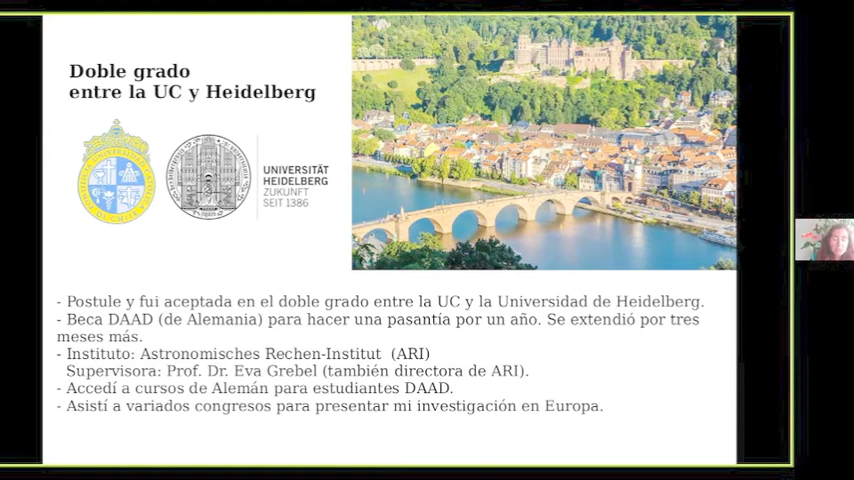 Doble grado
entre la UC y Heidelberg
UNIVERSITÄT
HEIDELBERG
ZUKUNFT
SEIT 1386
- Postule y fui aceptada en el doble grado entre la UC y la Universidad de Heidelberg.
- Beca DAAD (de Alemania) para hacer una pasantía por un año. Se extendió por tres
meses más.
- Instituto: Astronomisches Rechen-Institut (ARI)
Supervisora: Prof. Dr. Eva Grebel (también directora de ARI).
- Accedí a cursos de Alemán para estudiantes DAAD.
- Asistí a variados congresos para presentar mi investigación en Europa.